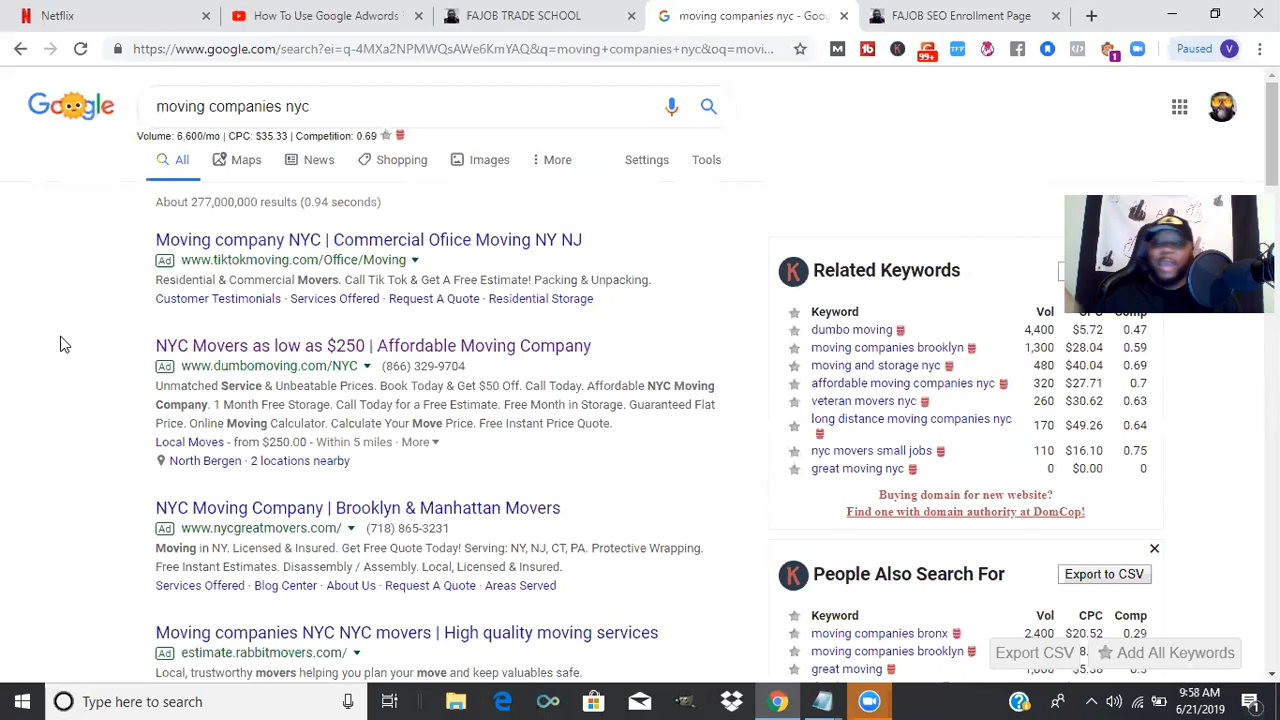 Netflix
How To Use Google Adwords
FAJOB TRADE SCHOOL
moving companies nyc - Goo
FAJOB SEO Enrollment Page
https://www.google.com/search?ei=q-4MXa2NPMWQsAWe6KmYAQ&q=moving+companies+nyc&oq=movi...
99+
1
Paused
V
Google
moving companies nyc
Volume: 6,600/mo | CPC: $35.33 | Competition: 0.69
All
Maps
News
Shopping
Images
More
Settings
Tools
About 277,000,000 results (0.94 seconds)
Moving company NYC | Commercial Ofiice Moving NY NJ
Ad www.tiktokmoving.com/Office/Moving
Residential & Commercial Movers. Call Tik Tok & Get A Free Estimate! Packing & Unpacking.
Customer Testimonials · Services Offered · Request A Quote · Residential Storage
NYC Movers as low as $250 | Affordable Moving Company
Ad www.dumbomoving.com/NYC (866) 329-9704
Unmatched Service & Unbeatable Prices. Book Today & Get $50 Off. Call Today. Affordable NYC Moving
Company. 1 Month Free Storage. Call Today for a Free Estimate. Free Month in Storage. Guaranteed Flat
Price. Online Moving Calculator. Calculate Your Move Price. Free Instant Price Quote.
Local Moves - from $250.00 - Within 5 miles · More
North Bergen · 2 locations nearby
NYC Moving Company | Brooklyn & Manhattan Movers
Ad www.nycgreatmovers.com/ (718) 865-3231
Moving in NY. Licensed & Insured. Get Free Quote Today! Serving: NY, NJ, CT, PA. Protective Wrapping.
Free Instant Estimates. Disassembly / Assembly. Local, Licensed & Insured.
Services Offered · Blog Center · About Us · Request A Quote · Areas Served
Moving companies NYC NYC movers | High quality moving services
Ad estimate.rabbitmovers.com/
Local, trustworthy movers helping you plan your move and keep valuables safe.
K Related Keywords
Keyword Vol CPC Comp
dumbo moving 4,400 $5.72 0.47
moving companies brooklyn 1,300 $28.04 0.59
moving and storage nyc 480 $40.04 0.69
affordable moving companies nyc 320 $27.71 0.7
veteran movers nyc 260 $30.62 0.63
long distance moving companies nyc 170 $49.26 0.64
nyc movers small jobs 110 $16.10 0.75
great moving nyc 0 $0.00 0
Buying domain for new website?
Find one with domain authority at DomCop!
K People Also Search For
Export to CSV
Keyword Vol CPC Comp
moving companies bronx 2,400 $20.52 0.29
moving companies brooklyn
great moving
Export CSV
Add All Keywords
Type here to search
9:58 AM
6/21/2019